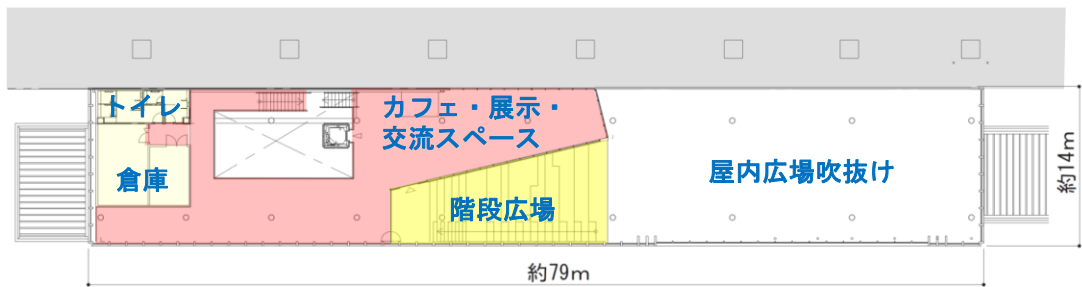 トイレ
カフェ・展示・
交流スペース
倉庫
階段広場
屋内広場吹抜け
約14m
約79m